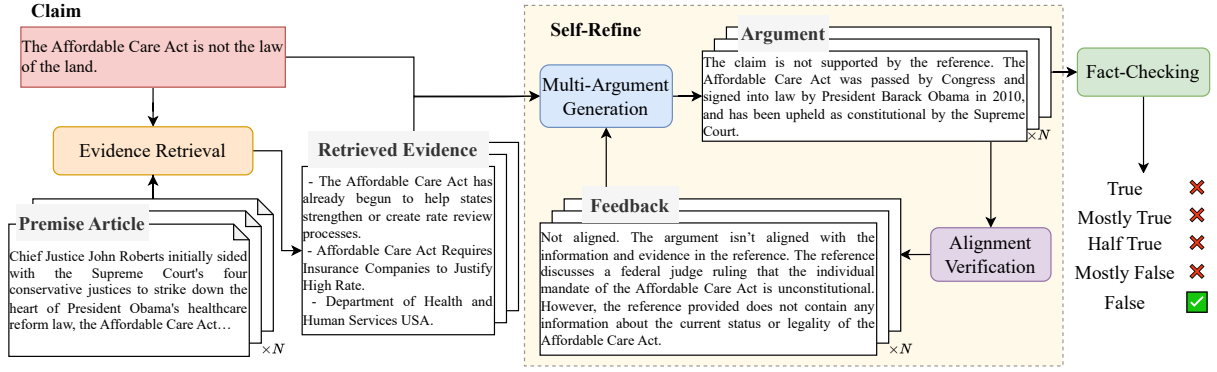 Claim
The Affordable Care Act is not the law
of the land.
Evidence Retrieval
Premise Article
Chief Justice John Roberts initially sided
with the Supreme Court's four
conservative justices to strike down the
heart of President Obama's healthcare
reform law, the Affordable Care Act…
×N
Retrieved Evidence
- The Affordable Care Act has
already begun to help states
strengthen or create rate review
processes.
- Affordable Care Act Requires
Insurance Companies to Justify
High Rate.
- Department of Health and
Human Services USA.
Self-Refine
Multi-Argument
Generation
Argument
The claim is not supported by the reference. The
Affordable Care Act was passed by Congress and
signed into law by President Barack Obama in 2010,
and has been upheld as constitutional by the Supreme
Court.
×N
Feedback
Not aligned. The argument isn't aligned with the
information and evidence in the reference. The reference
discusses a federal judge ruling that the individual
mandate of the Affordable Care Act is unconstitutional.
However, the reference provided does not contain any
information about the current status or legality of the
Affordable Care Act.
×N
Alignment
Verification
Fact-Checking
True
Mostly True
Half True
Mostly False
False